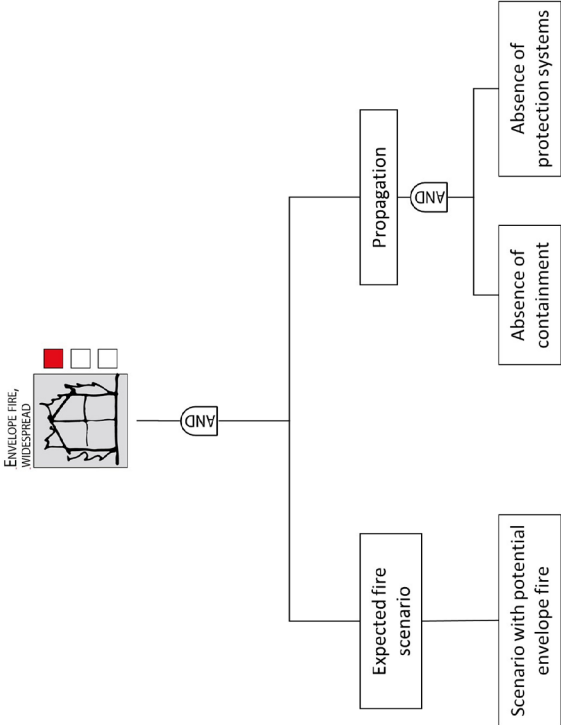 ENVELOPE FIRE,
WIDESPREAD
AND
Expected fire
scenario
Propagation
AND
Scenario with potential
envelope fire
Absence of
containment
Absence of
protection systems